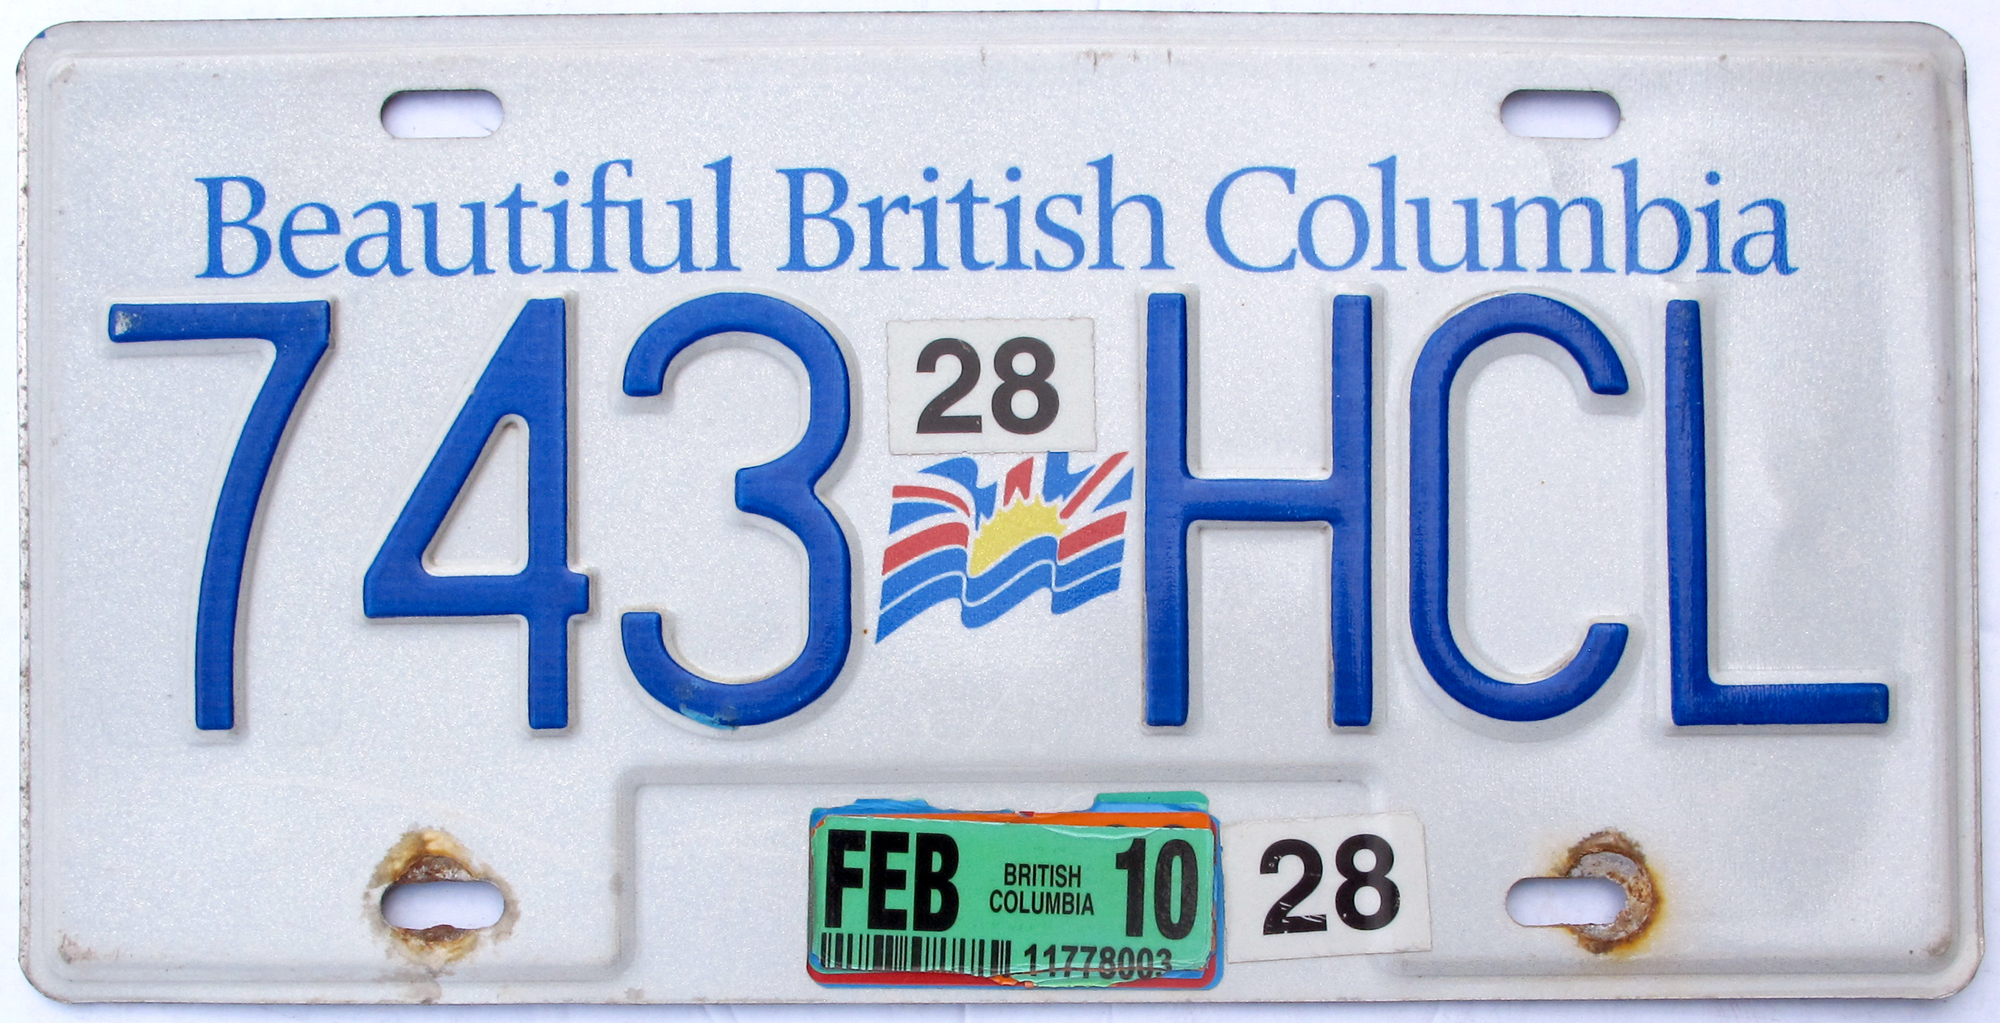 Beautiful British Columbia
743 28 HCL
FEB BRITISH COLUMBIA 10 28
11778003